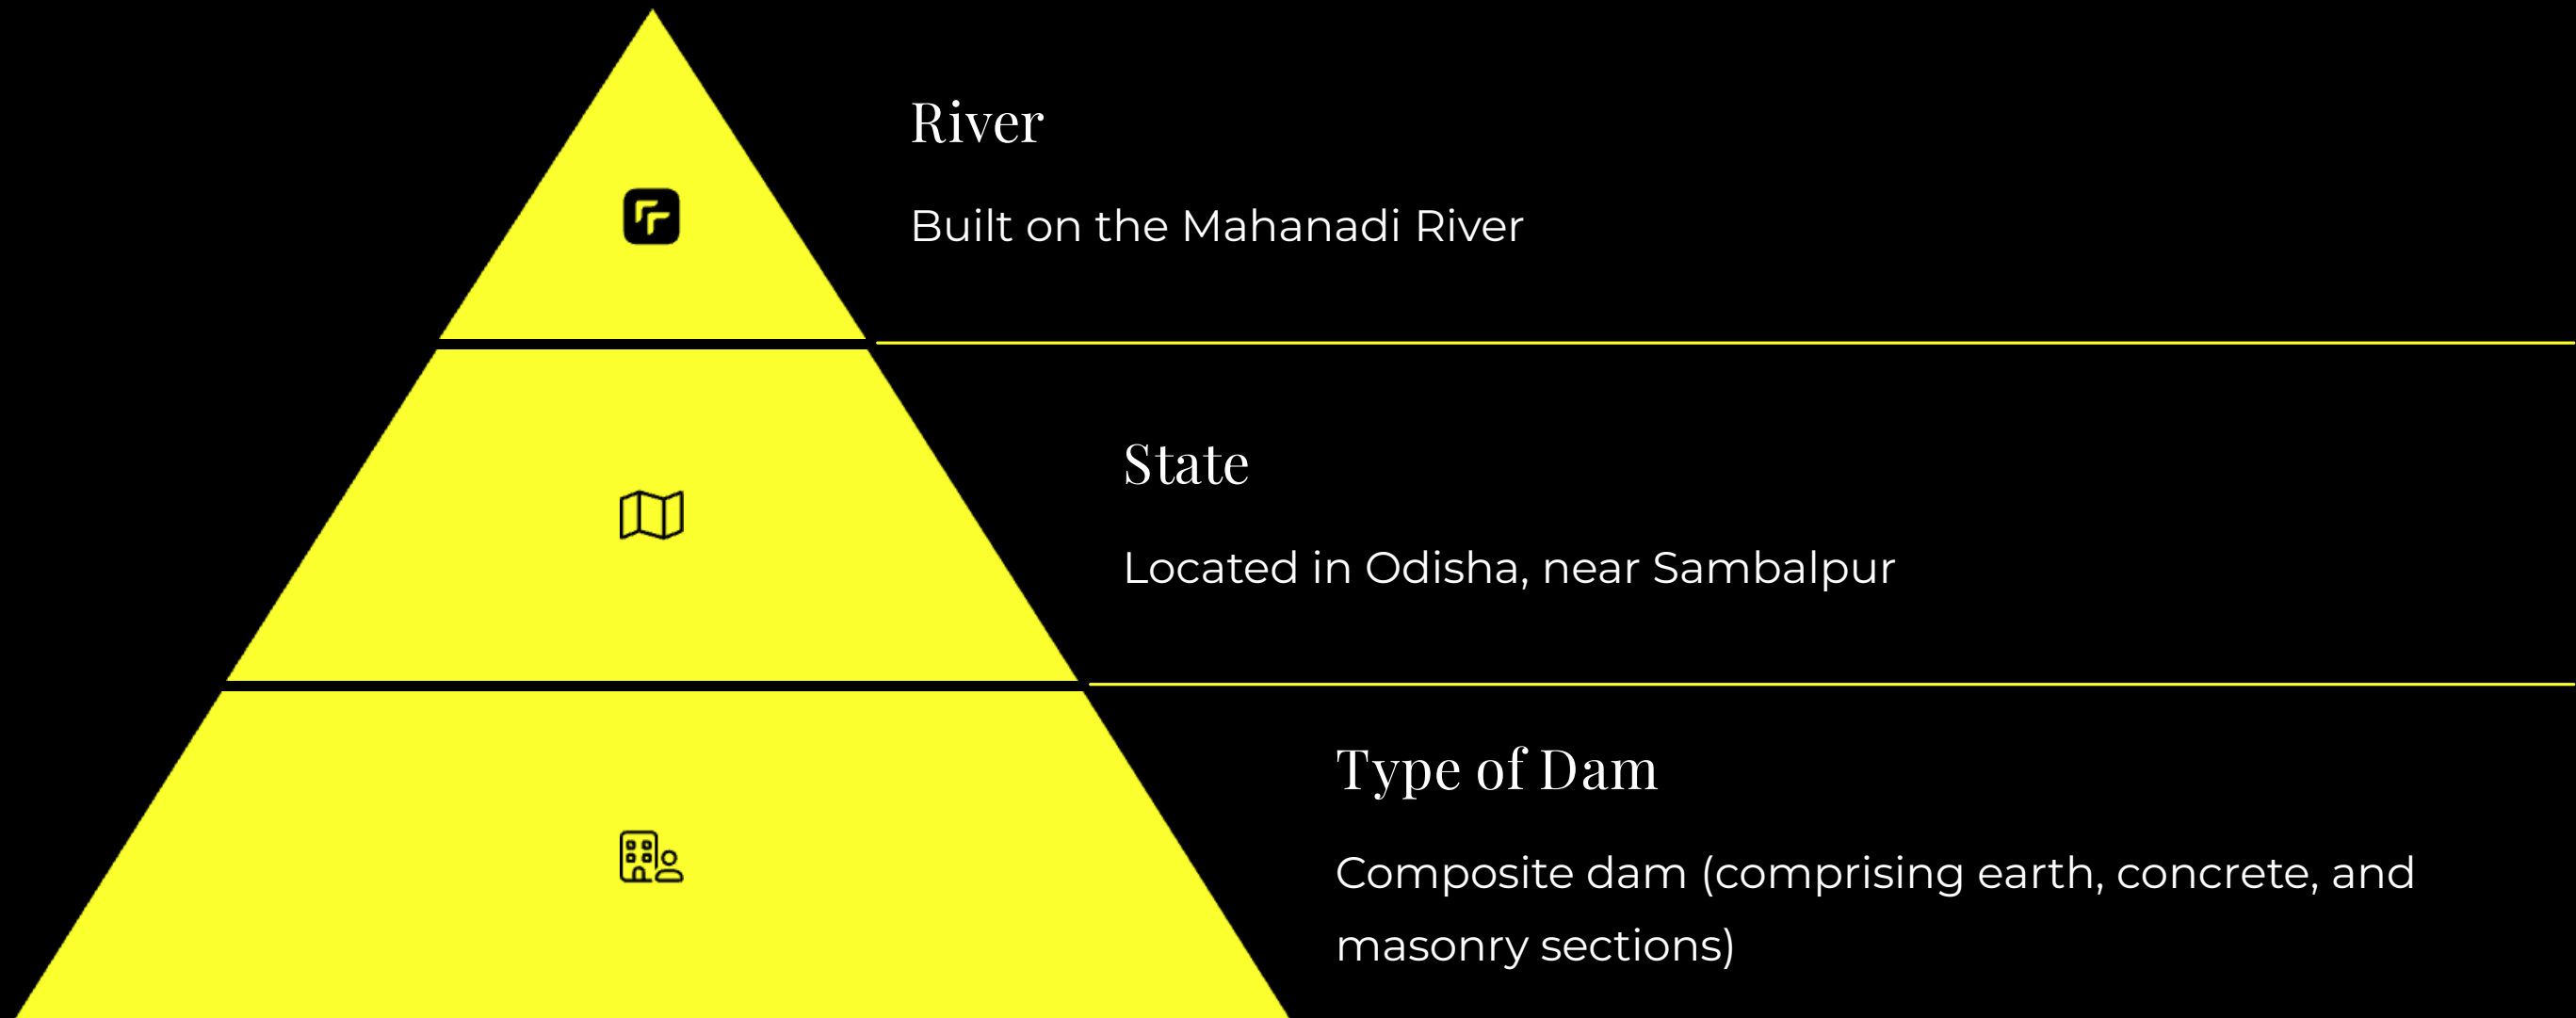 River
Built on the Mahanadi River
State
Located in Odisha, near Sambalpur
Type of Dam
Composite dam (comprising earth, concrete, and
masonry sections)